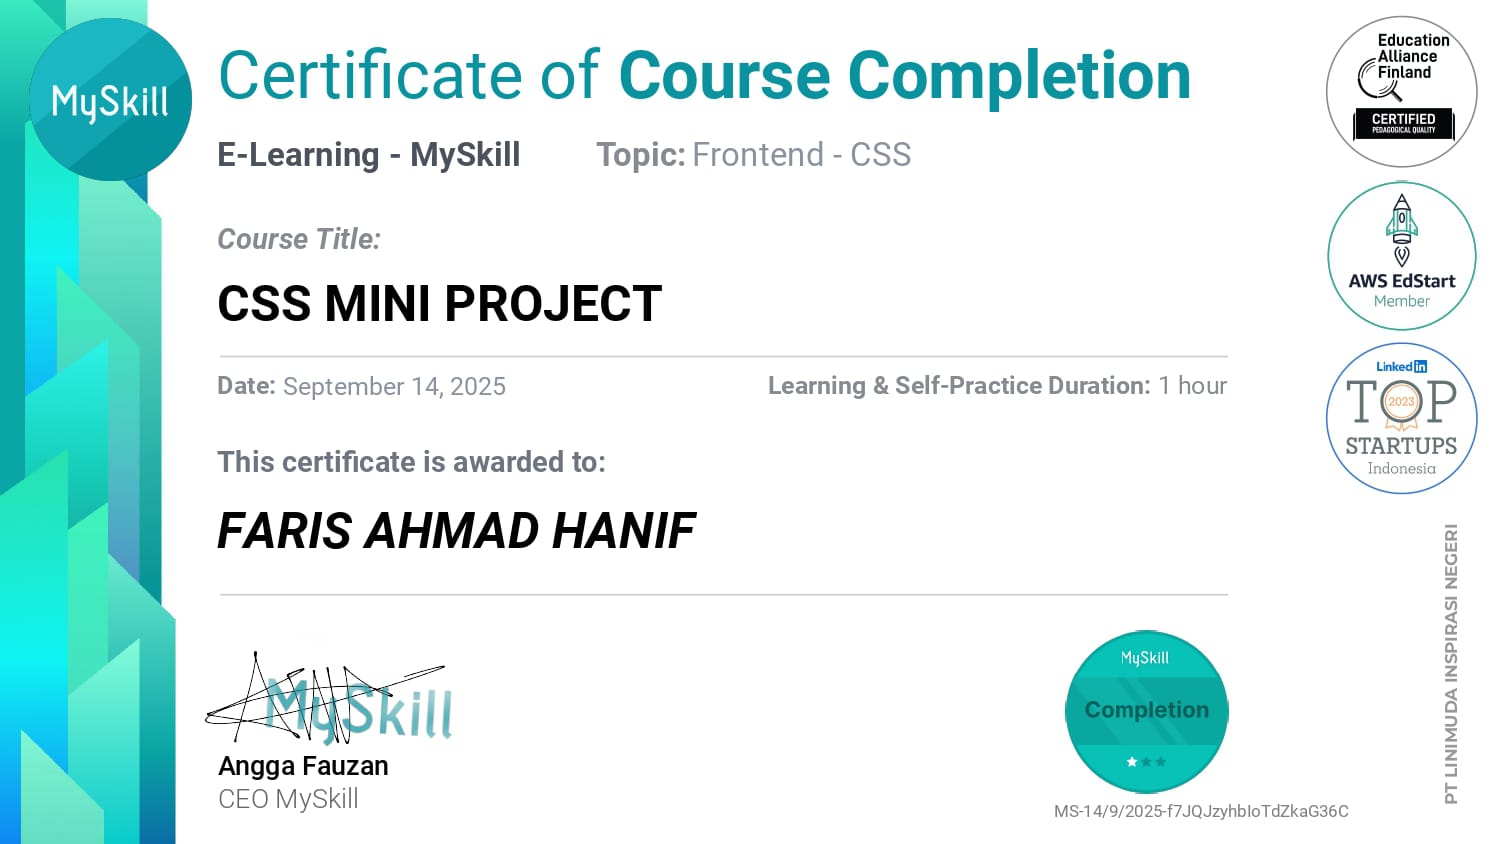 MySkill
Certificate of Course Completion
E-Learning - MySkill Topic: Frontend - CSS
Course Title:
CSS MINI PROJECT
Date: September 14, 2025 Learning & Self-Practice Duration: 1 hour
This certificate is awarded to:
FARIS AHMAD HANIF
MySkill
Angga Fauzan
CEO MySkill
MySkill
Completion
MS-14/9/2025-f7JQJzyhbIoTdZkaG36C
Education
Alliance
Finland
CERTIFIED
PEDAGOGICAL QUALITY
AWS EdStart
Member
LinkedIn
TOP
2023
STARTUPS
Indonesia
PT LINIMUDA INSPIRASI NEGERI